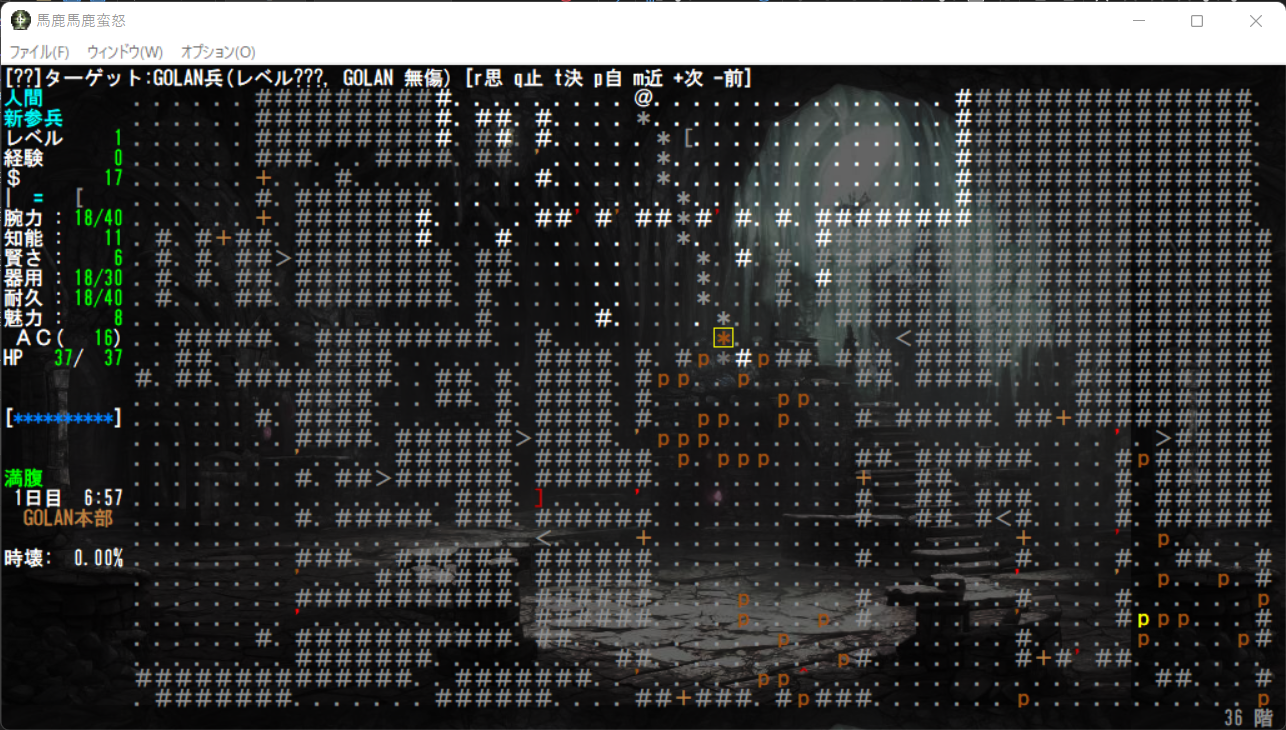 馬鹿馬鹿蛮怒
ファイル(F) ウィンドウ(W) オプション(O)
[??]ターゲット:GOLAN兵(レベル???, GOLAN 無傷) [r思 q止 t決 p自 m近 +次 -前]
人間
新参兵
レベル 1
経験 0
$ 17
| = [
腕力 : 18/40
知能 : 11
賢さ : 6
器用 : 18/30
耐久 : 18/40
魅力 : 8
AC( 16)
HP 37/ 37
[**********]
満腹
1日目 6:57
GOLAN本部
時壊: 0.00%
36 階